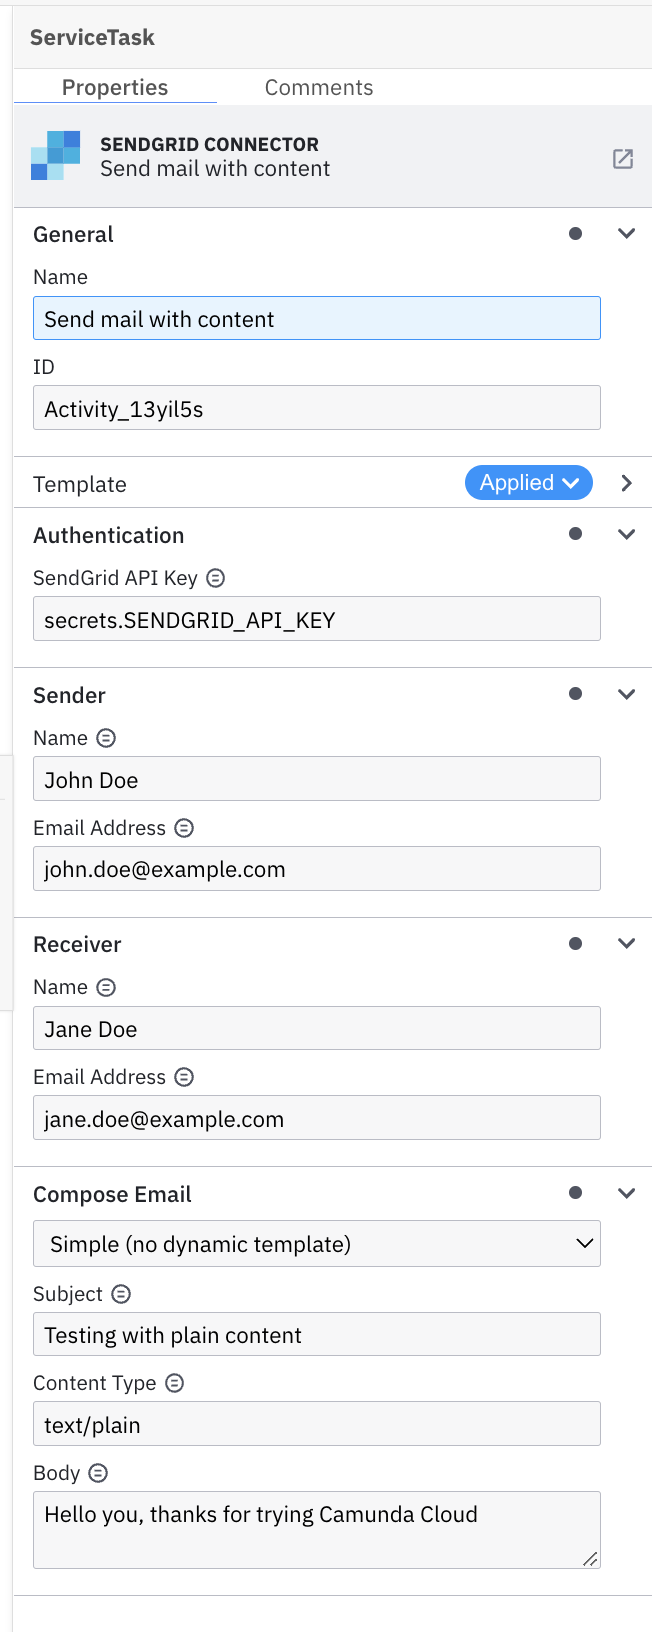 ServiceTask
Properties
Comments
SENDGRID CONNECTOR
Send mail with content
General
Name
Send mail with content
ID
Activity_13yil5s
Template
Applied
Authentication
SendGrid API Key
secrets.SENDGRID_API_KEY
Sender
Name
John Doe
Email Address
john.doe@example.com
Receiver
Name
Jane Doe
Email Address
jane.doe@example.com
Compose Email
Simple (no dynamic template)
Subject
Testing with plain content
Content Type
text/plain
Body
Hello you, thanks for trying Camunda Cloud